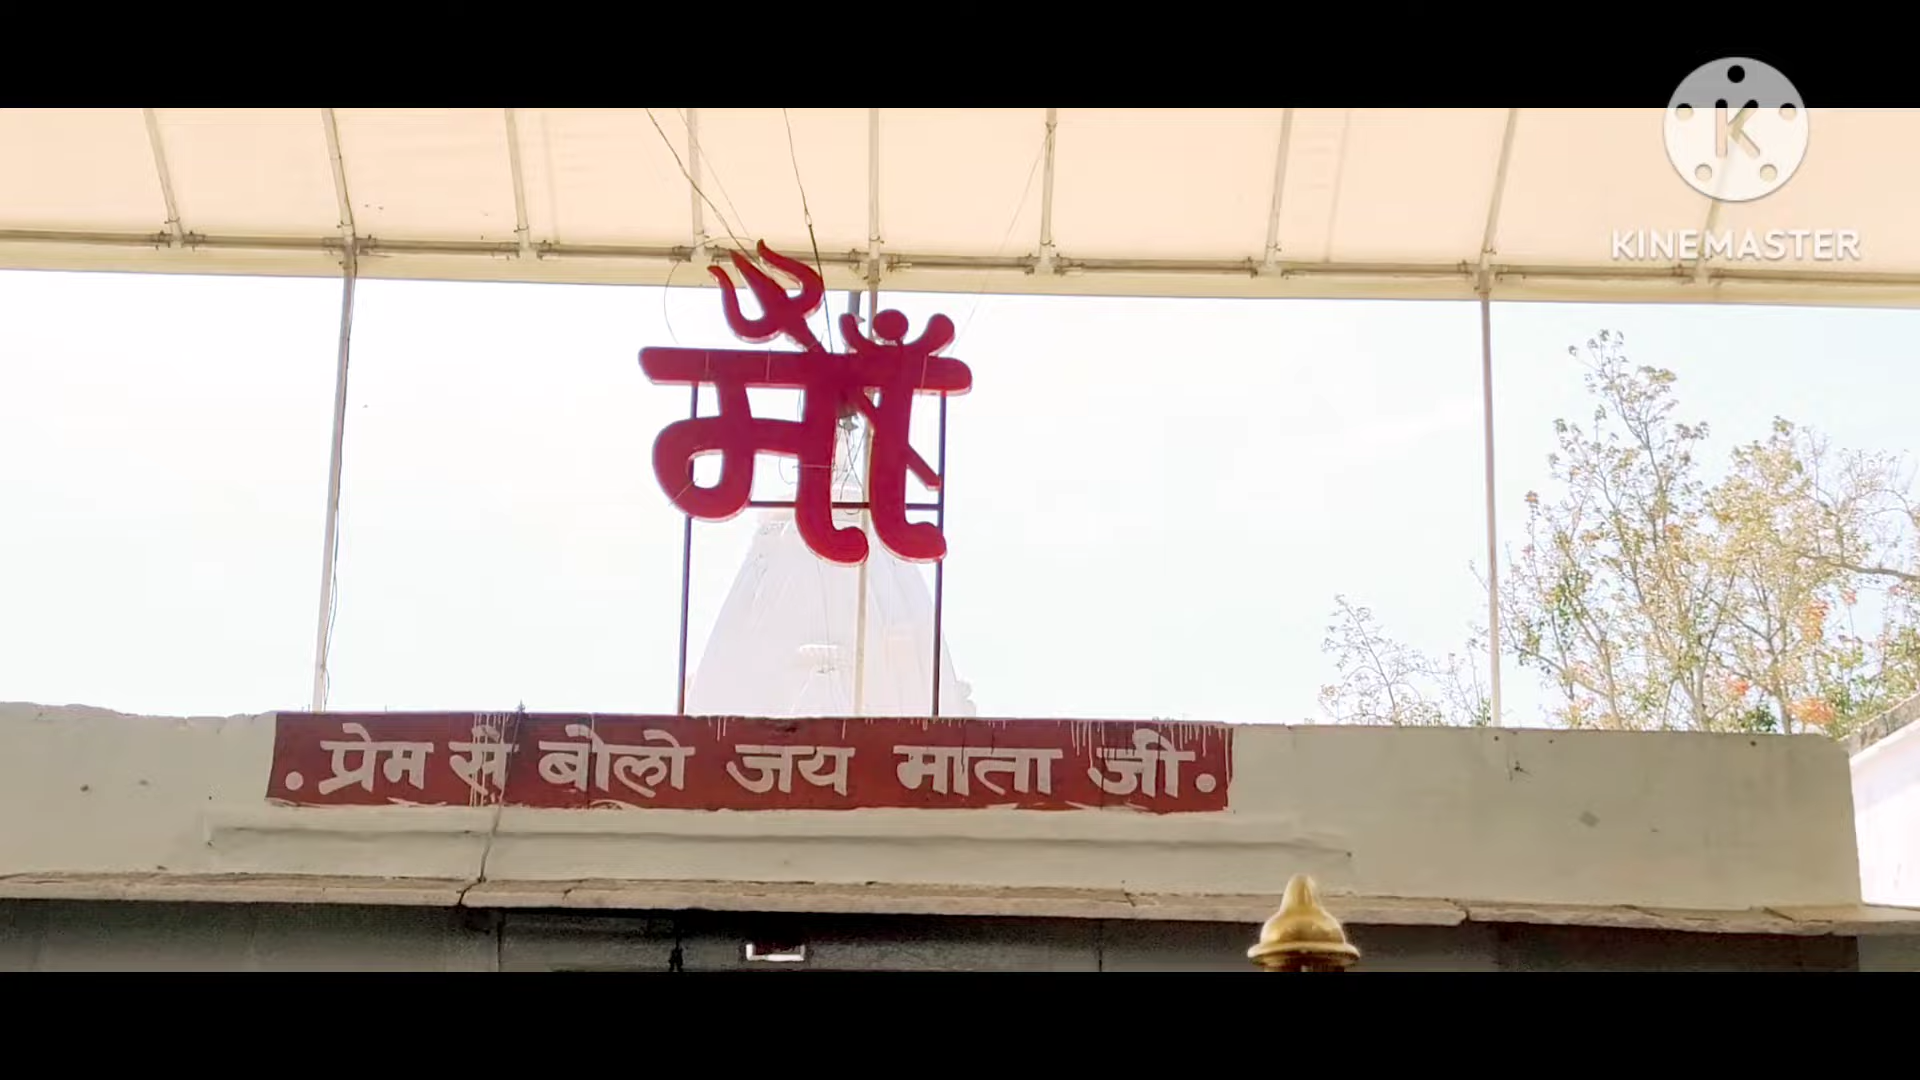 K
KINEMASTER
माँ
. प्रेम से बोलो जय माता जी .